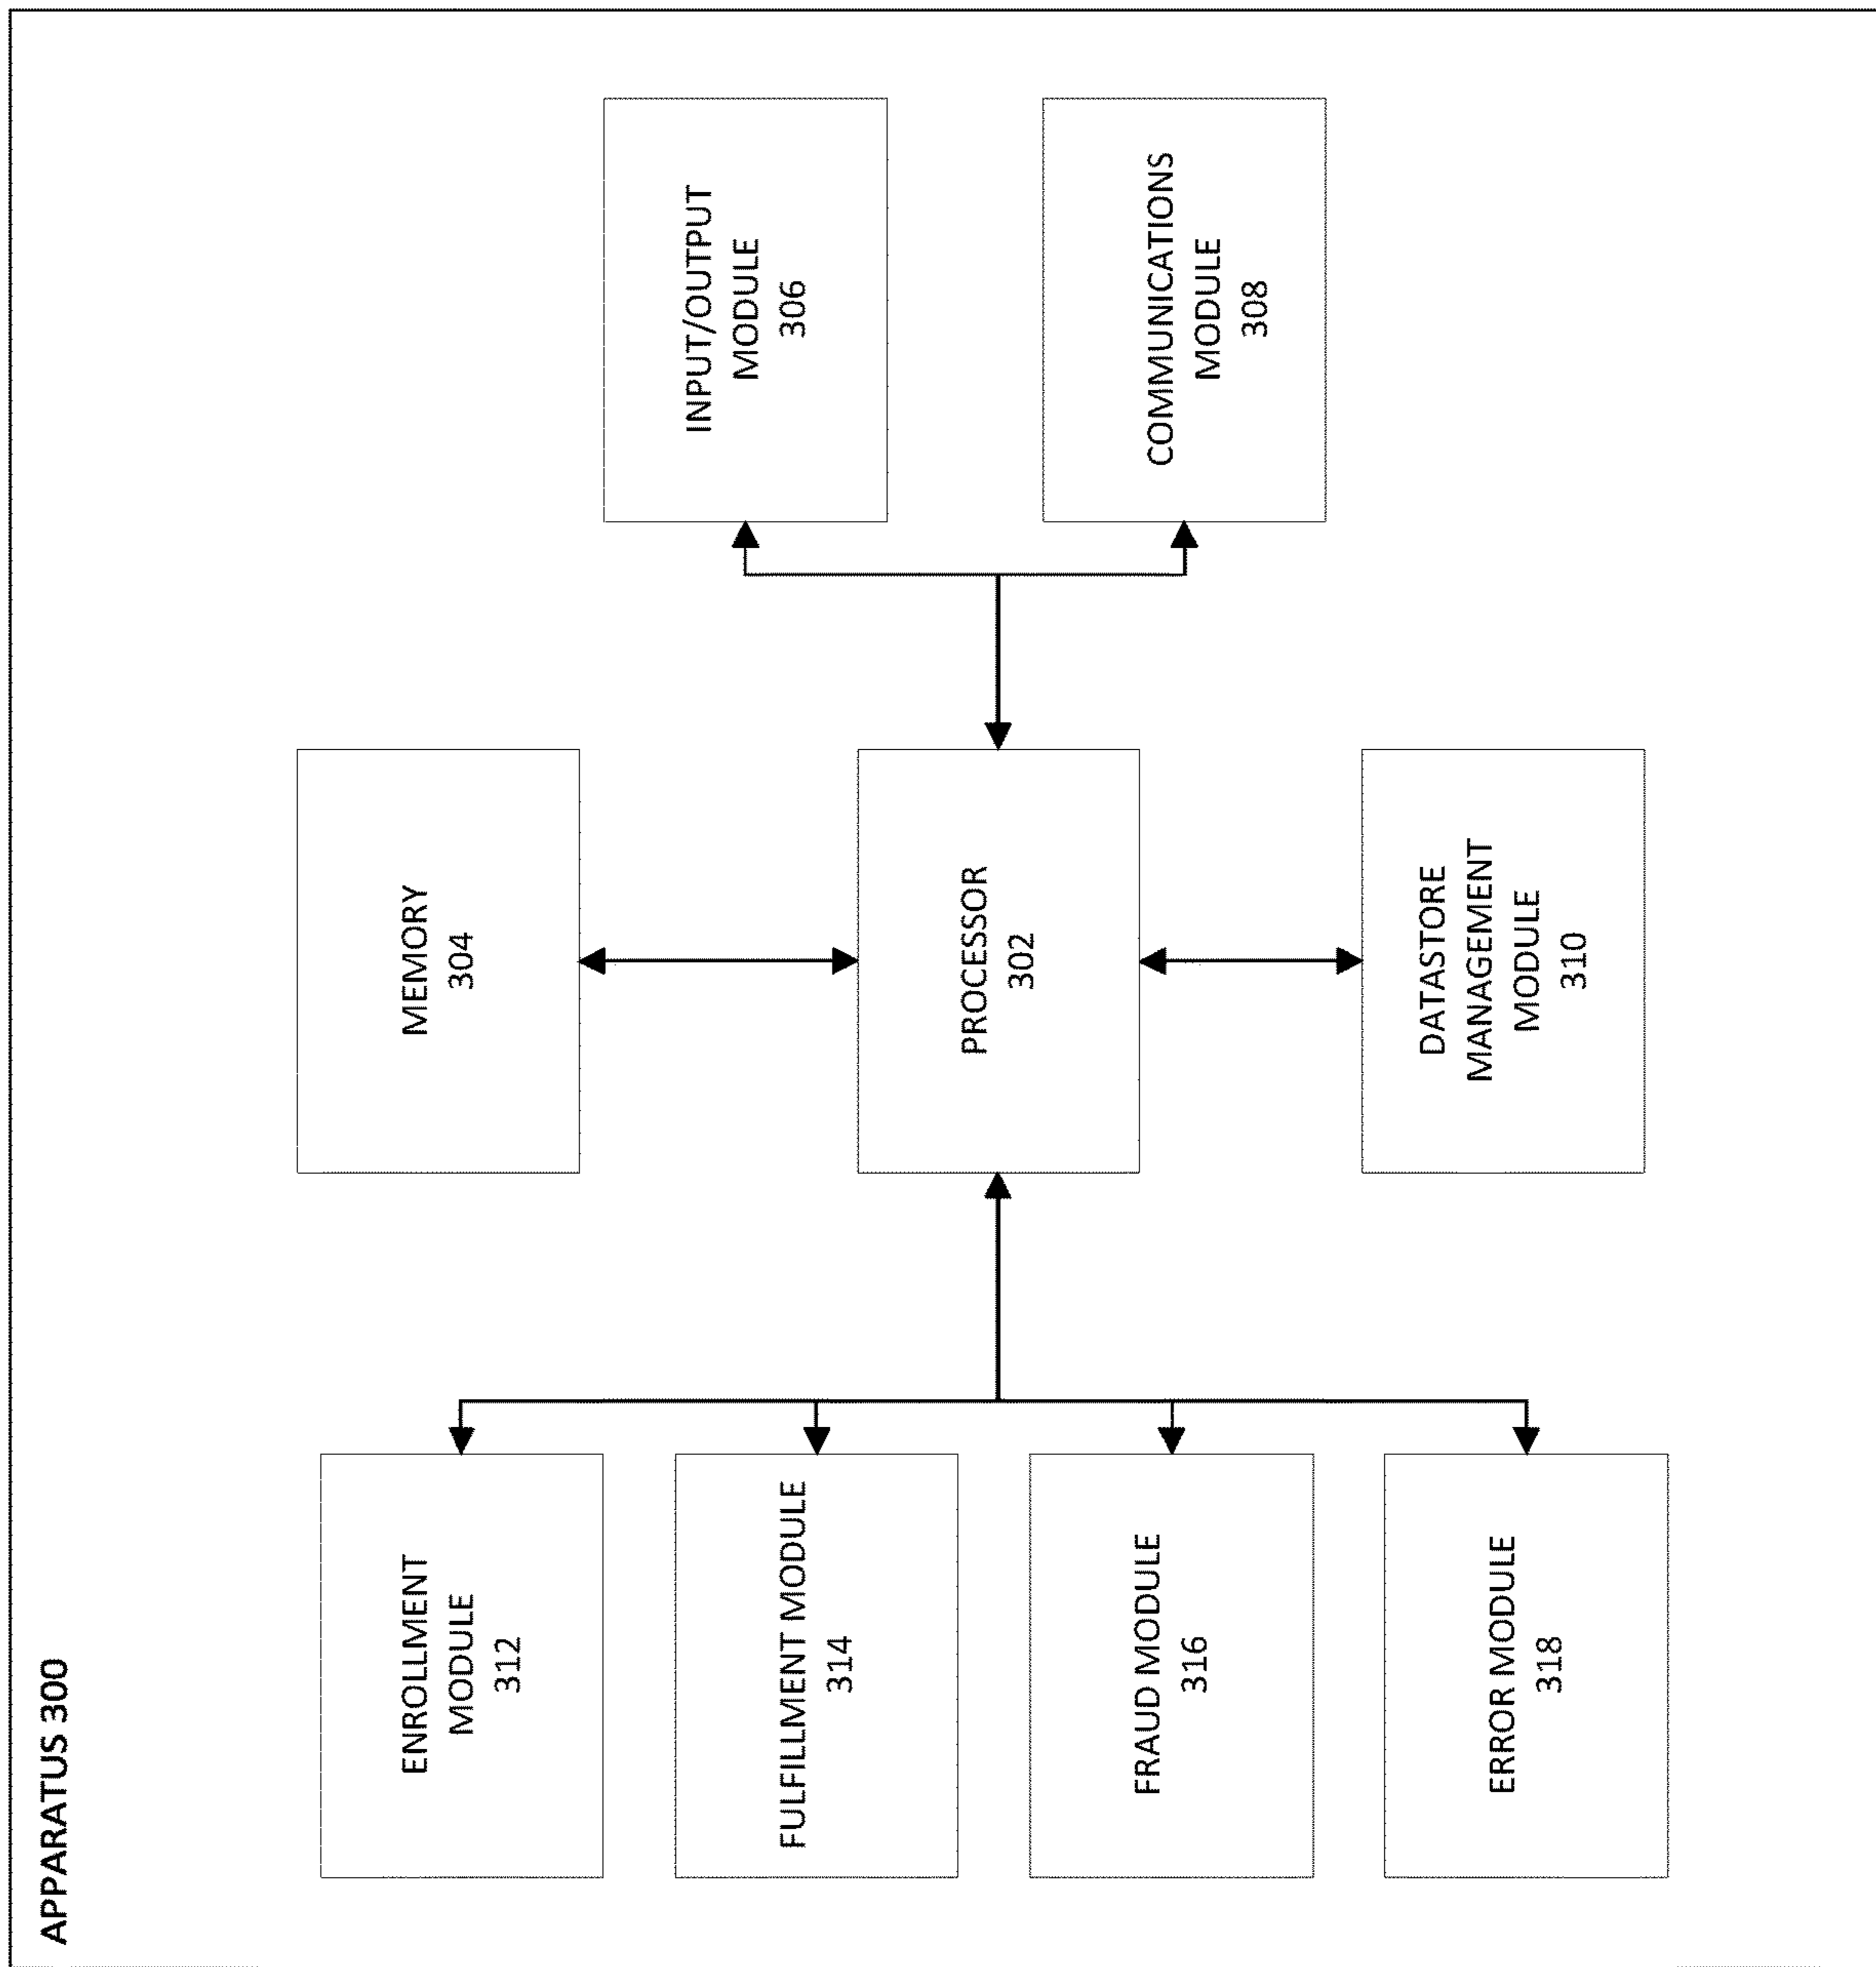 APPARATUS 300
ENROLLMENT
MODULE
312
FULFILLMENT MODULE
314
FRAUD MODULE
316
ERROR MODULE
318
MEMORY
304
PROCESSOR
302
DATASTORE
MANAGEMENT
MODULE
310
INPUT/OUTPUT
MODULE
306
COMMUNICATIONS
MODULE
308